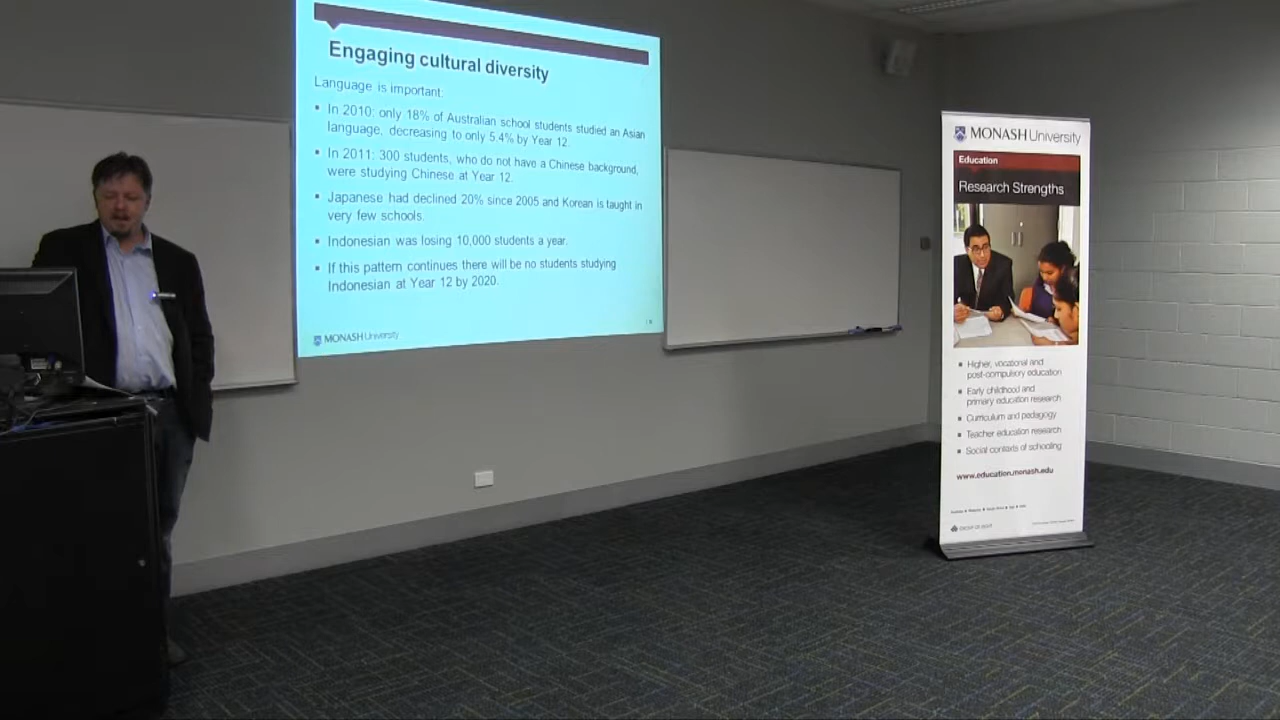 Engaging cultural diversity
Language is important:
In 2010: only 18% of Australian school students studied an Asian
language, decreasing to only 5.4% by Year 12.
In 2011: 300 students, who do not have a Chinese background,
were studying Chinese at Year 12.
Japanese had declined 20% since 2005 and Korean is taught in
very few schools.
Indonesian was losing 10,000 students a year.
If this pattern continues there will be no students studying
Indonesian at Year 12 by 2020.
MONASH University
MONASH University
Education
Research Strengths
Higher, vocational and
post-compulsory education
Early childhood and
primary education research
Curriculum and pedagogy
Teacher education research
Social contexts of schooling
www.education.monash.edu